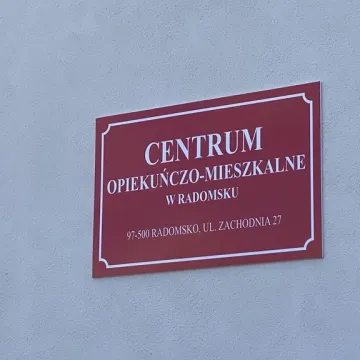 CENTRUM
OPIEKUŃCZO-MIESZKALNE
W RADOMSKU
97-500 RADOMSKO, UL. ZACHODNIA 27